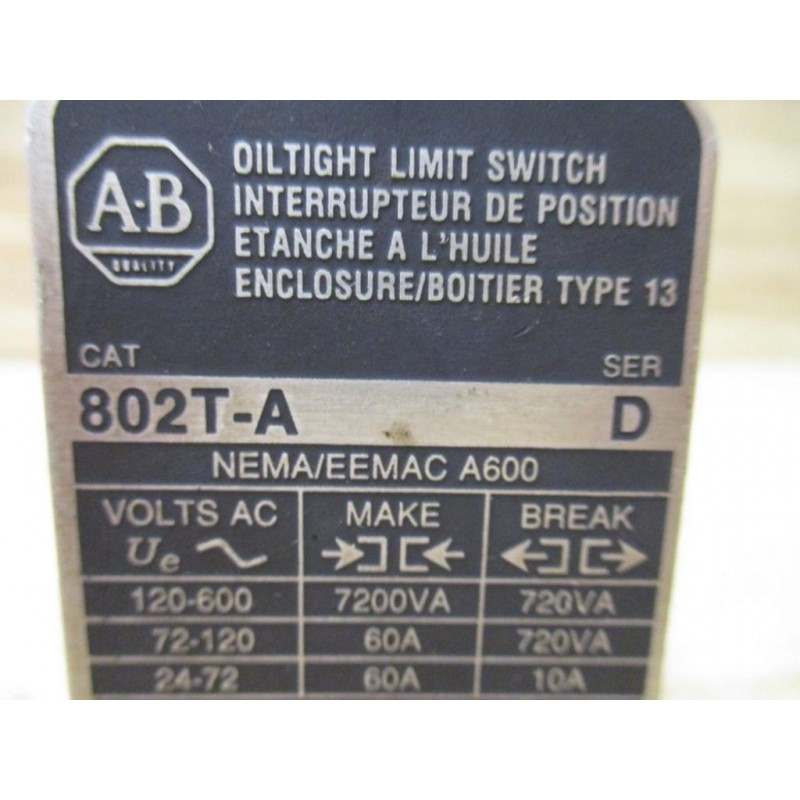 A-B
QUALITY
OILTIGHT LIMIT SWITCH
INTERRUPTEUR DE POSITION
ETANCHE A L'HUILE
ENCLOSURE/BOITIER TYPE 13
CAT SER
802T-A D
NEMA/EEMAC A600
VOLTS AC MAKE BREAK
Ue
120-600 7200VA 720VA
72-120 60A 720VA
24-72 60A 10A